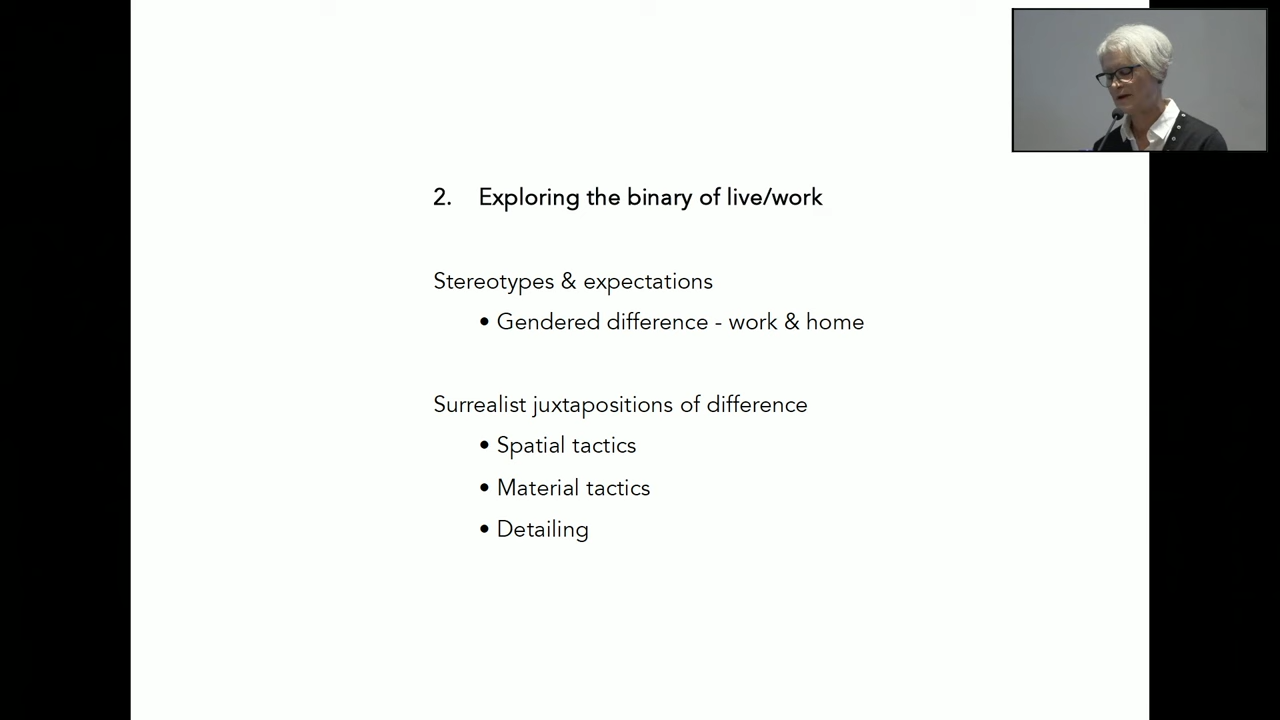 2. Exploring the binary of live/work
Stereotypes & expectations
• Gendered difference - work & home
Surrealist juxtapositions of difference
• Spatial tactics
• Material tactics
• Detailing